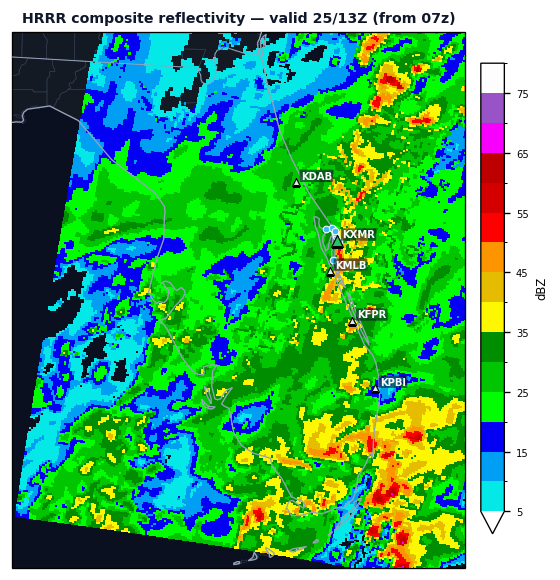 HRRR composite reflectivity — valid 25/13Z (from 07z)
75
65
KDAB
55
KXMR
KMLB
45
dBZ
KFPR
35
KPBI
25
15
5